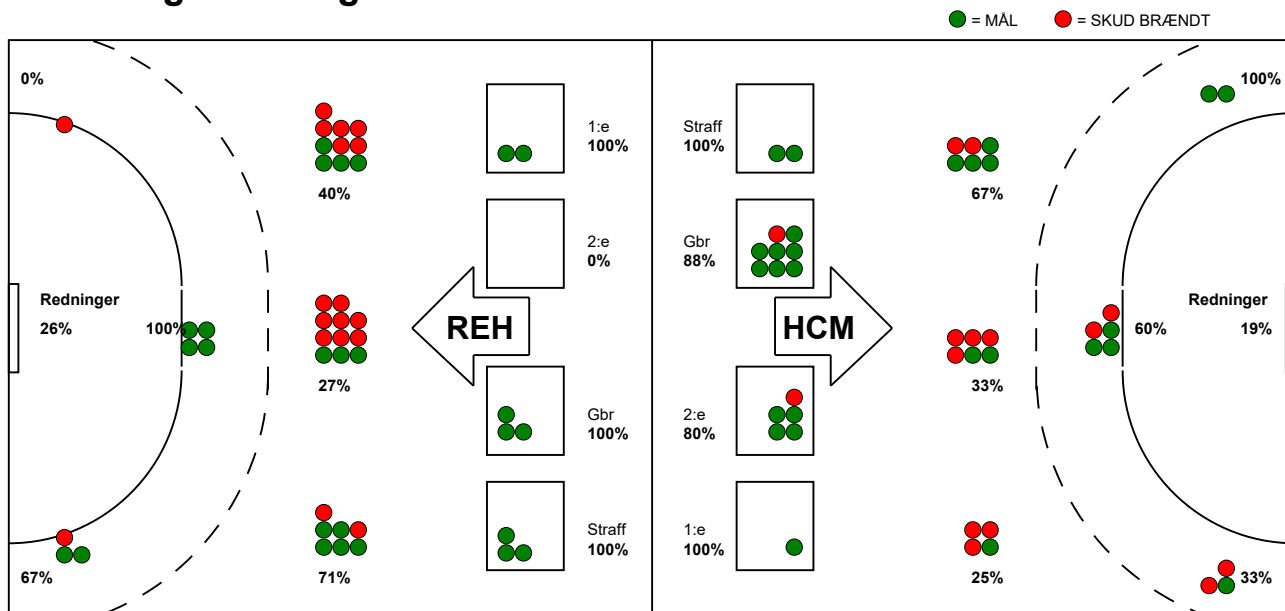 = MÅL = SKUD BRÆNDT
0% 100%
1:e Straff
100% 100%
40% 67%
2:e Gbr
0% 88%
Redninger Redninger
26% 100% REH HCM 60% 19%
27% 33%
Gbr 2:e
100% 80%
Straff 1:e
100% 100%
67% 71% 25% 33%